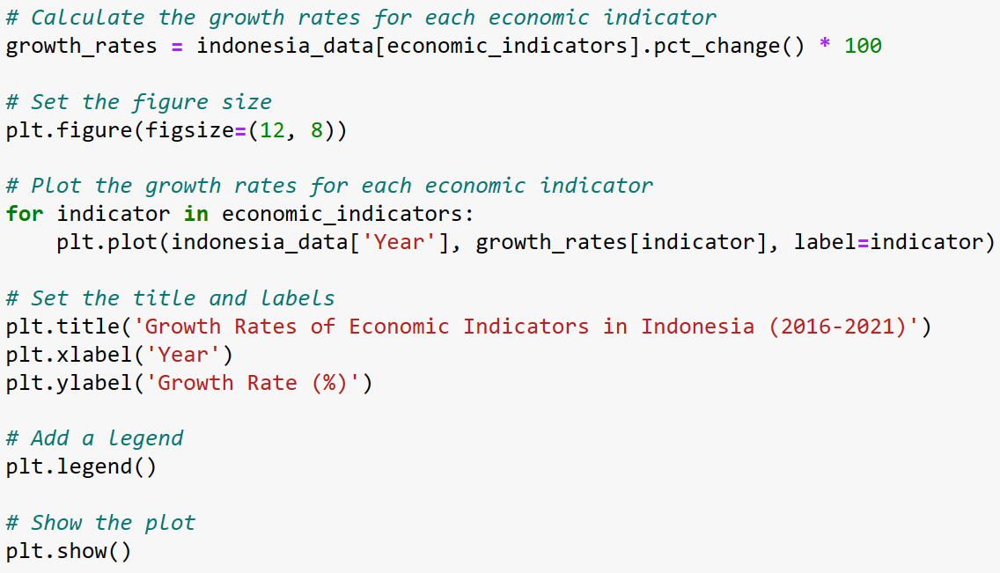 # Calculate the growth rates for each economic indicator
growth_rates = indonesia_data[economic_indicators].pct_change() * 100
# Set the figure size
plt.figure(figsize=(12, 8))
# Plot the growth rates for each economic indicator
for indicator in economic_indicators:
    plt.plot(indonesia_data['Year'], growth_rates[indicator], label=indicator)
# Set the title and labels
plt.title('Growth Rates of Economic Indicators in Indonesia (2016-2021)')
plt.xlabel('Year')
plt.ylabel('Growth Rate (%)')
# Add a legend
plt.legend()
# Show the plot
plt.show()